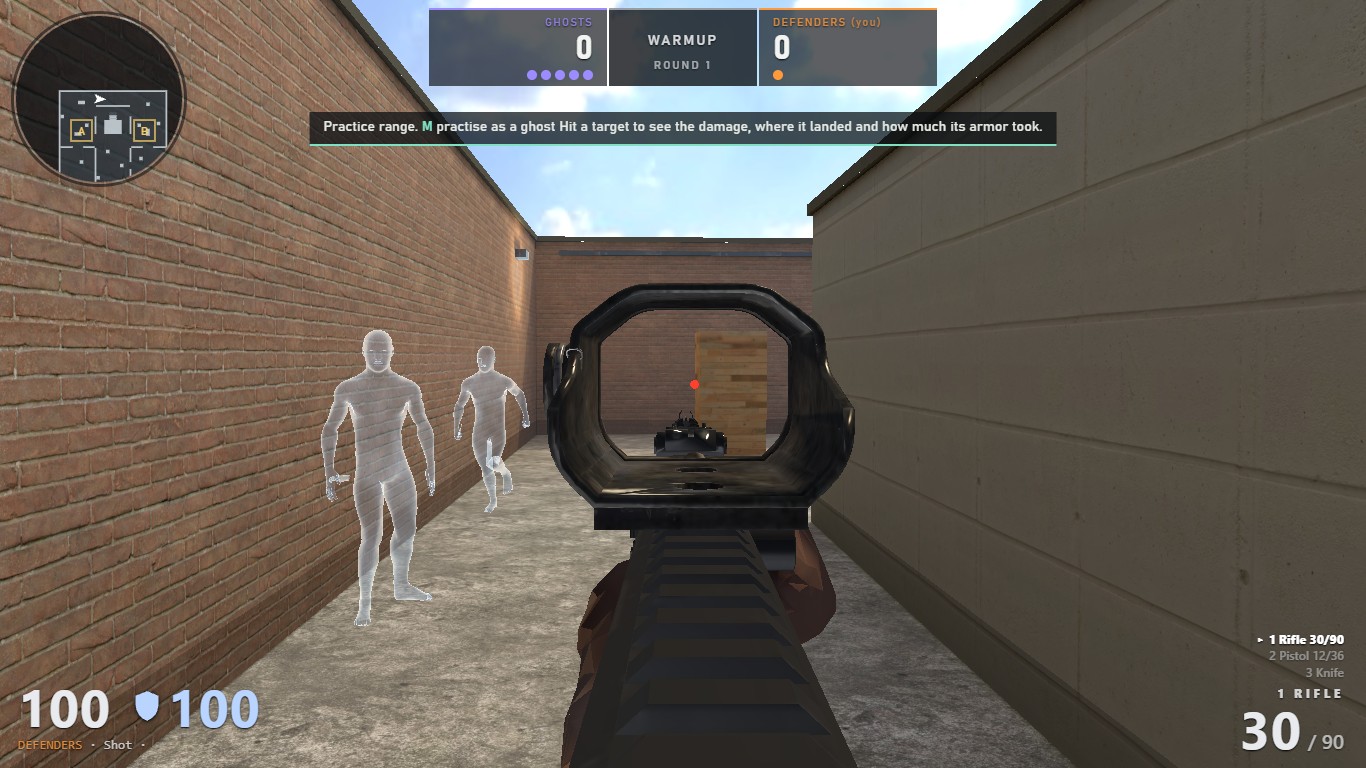 GHOSTS
0
WARMUP
ROUND 1
DEFENDERS (you)
0
Practice range. M practise as a ghost Hit a target to see the damage, where it landed and how much its armor took.
A
B
1 Rifle 30/90
2 Pistol 12/36
3 Knife
1 RIFLE
30 / 90
100 100
DEFENDERS · Shot ·